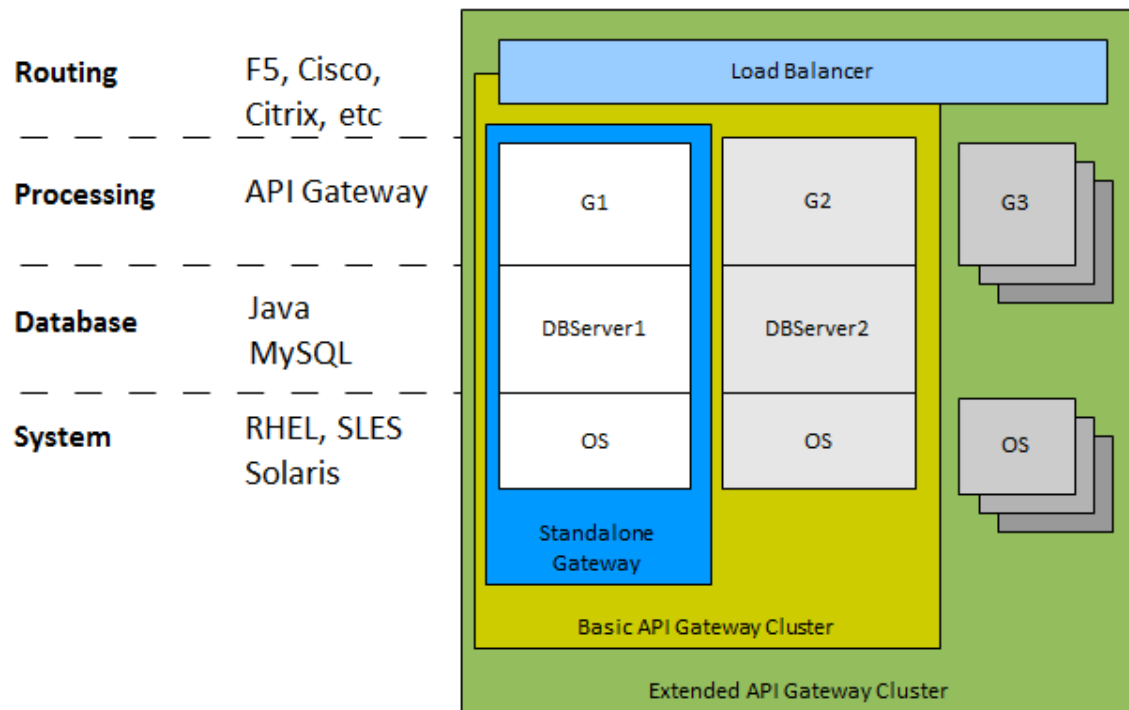 Routing
F5, Cisco,
Citrix, etc
Load Balancer
Processing
API Gateway
G1
G2
G3
Database
Java
MySQL
DBServer1
DBServer2
System
RHEL, SLES
Solaris
OS
OS
OS
Standalone
Gateway
Basic API Gateway Cluster
Extended API Gateway Cluster